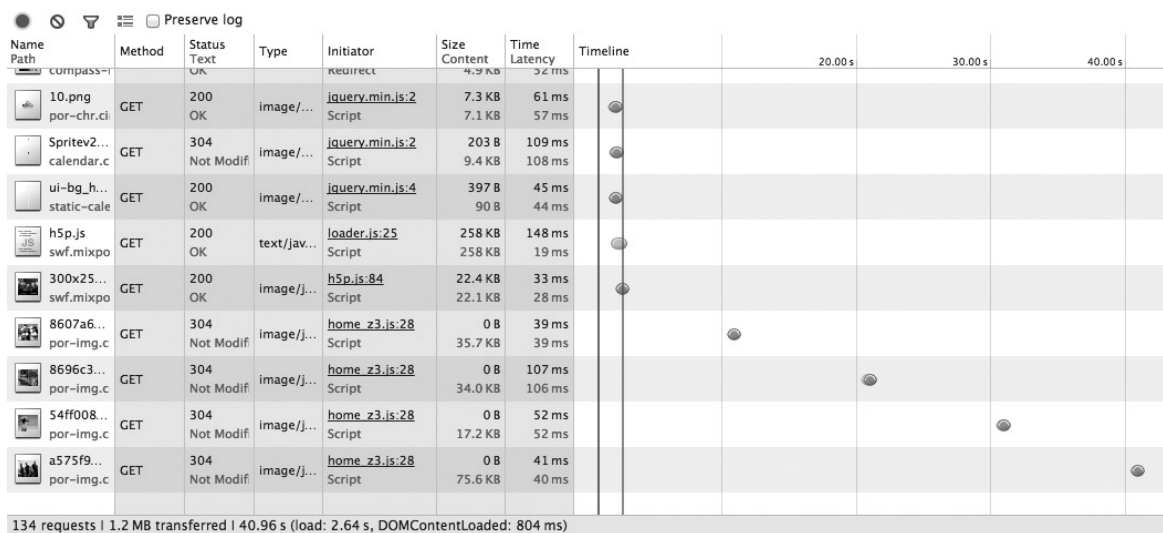 Preserve log
Name Method Status Type Initiator Size Time Timeline
Path Text Content Latency
20.00 s 30.00 s 40.00 s
compass-
OK Redirect 4.9 KB 52 ms
10.png GET 200 image/... jquery.min.js:2 7.3 KB 61 ms
por-chr.ci OK Script 7.1 KB 57 ms
Spritev2... GET 304 image/... jquery.min.js:2 203 B 109 ms
calendar.c Not Modifi Script 9.4 KB 108 ms
ui-bg_h... GET 200 image/... jquery.min.js:4 397 B 45 ms
static-cale OK Script 90 B 44 ms
JS h5p.js GET 200 text/jav... loader.js:25 258 KB 148 ms
swf.mixpo OK Script 258 KB 19 ms
300x25... GET 200 image/j... h5p.js:84 22.4 KB 33 ms
swf.mixpo OK Script 22.1 KB 28 ms
8607a6... GET 304 image/j... home_z3.js:28 0 B 39 ms
por-img.c Not Modifi Script 35.7 KB 39 ms
8696c3... GET 304 image/j... home_z3.js:28 0 B 107 ms
por-img.c Not Modifi Script 34.0 KB 106 ms
54ff008... GET 304 image/j... home_z3.js:28 0 B 52 ms
por-img.c Not Modifi Script 17.2 KB 52 ms
a575f9... GET 304 image/j... home_z3.js:28 0 B 41 ms
por-img.c Not Modifi Script 75.6 KB 40 ms
134 requests | 1.2 MB transferred | 40.96 s (load: 2.64 s, DOMContentLoaded: 804 ms)